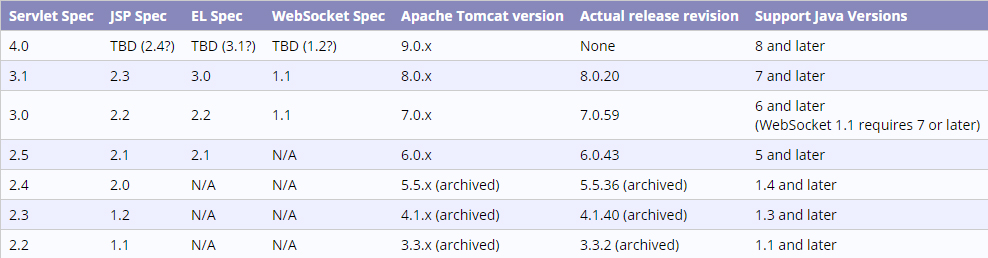 Servlet Spec JSP Spec EL Spec WebSocket Spec Apache Tomcat version Actual release revision Support Java Versions
4.0 TBD (2.4?) TBD (3.1?) TBD (1.2?) 9.0.x None 8 and later
3.1 2.3 3.0 1.1 8.0.x 8.0.20 7 and later
3.0 2.2 2.2 1.1 7.0.x 7.0.59 6 and later
(WebSocket 1.1 requires 7 or later)
2.5 2.1 2.1 N/A 6.0.x 6.0.43 5 and later
2.4 2.0 N/A N/A 5.5.x (archived) 5.5.36 (archived) 1.4 and later
2.3 1.2 N/A N/A 4.1.x (archived) 4.1.40 (archived) 1.3 and later
2.2 1.1 N/A N/A 3.3.x (archived) 3.3.2 (archived) 1.1 and later